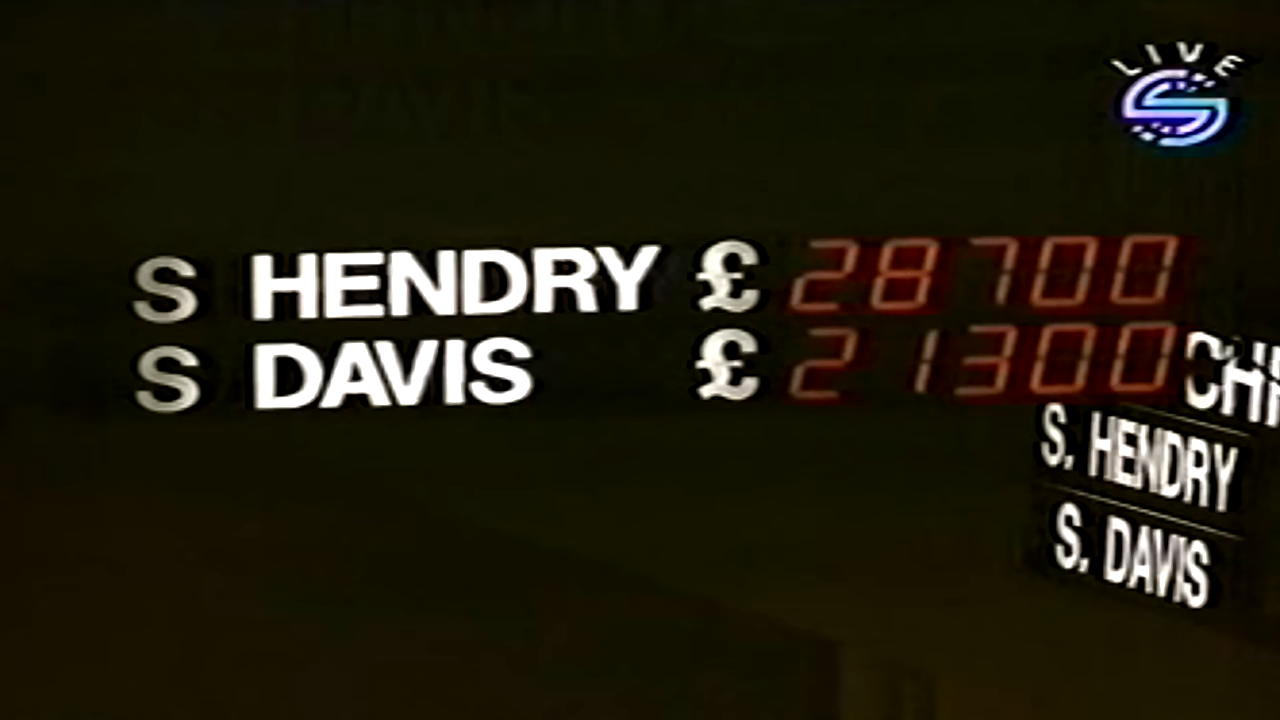 LIVE
S
S HENDRY £ 28700
S DAVIS £ 21300
S. HENDRY
S. DAVIS